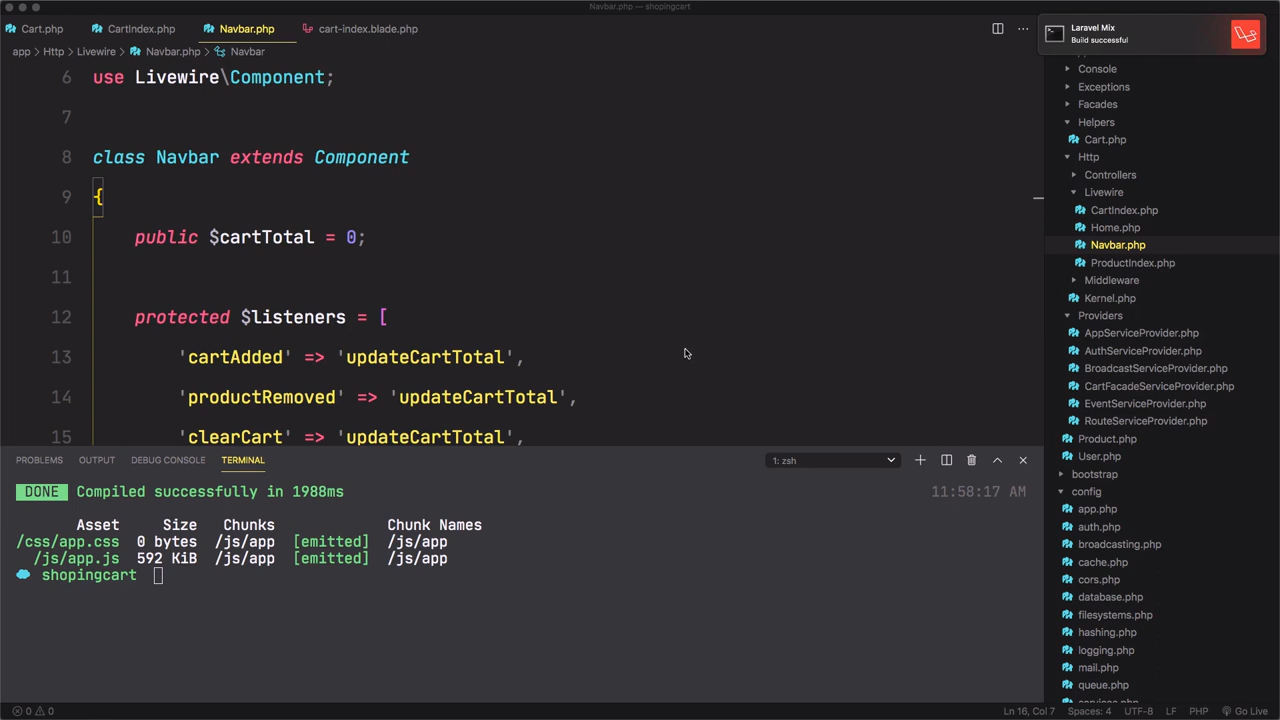 Navbar.php — shopingcart
Cart.php
CartIndex.php
Navbar.php
cart-index.blade.php
Laravel Mix
Build successful
app > Http > Livewire > Navbar.php > Navbar
6 use Livewire\Component;
7
8 class Navbar extends Component
9 {
10 public $cartTotal = 0;
11
12 protected $listeners = [
13 'cartAdded' => 'updateCartTotal',
14 'productRemoved' => 'updateCartTotal',
15 'clearCart' => 'updateCartTotal',
Console
Exceptions
Facades
Helpers
Cart.php
Http
Controllers
Livewire
CartIndex.php
Home.php
Navbar.php
ProductIndex.php
Middleware
Kernel.php
Providers
AppServiceProvider.php
AuthServiceProvider.php
BroadcastServiceProvider.php
CartFacadeServiceProvider.php
EventServiceProvider.php
RouteServiceProvider.php
Product.php
User.php
bootstrap
config
app.php
auth.php
broadcasting.php
cache.php
cors.php
database.php
filesystems.php
hashing.php
logging.php
mail.php
queue.php
services.php
PROBLEMS OUTPUT DEBUG CONSOLE TERMINAL 1: zsh
DONE Compiled successfully in 1988ms 11:58:17 AM
Asset Size Chunks Chunk Names
/css/app.css 0 bytes /js/app [emitted] /js/app
/js/app.js 592 KiB /js/app [emitted] /js/app
shopingcart
0 0 Ln 16, Col 7 Spaces: 4 UTF-8 LF PHP Go Live